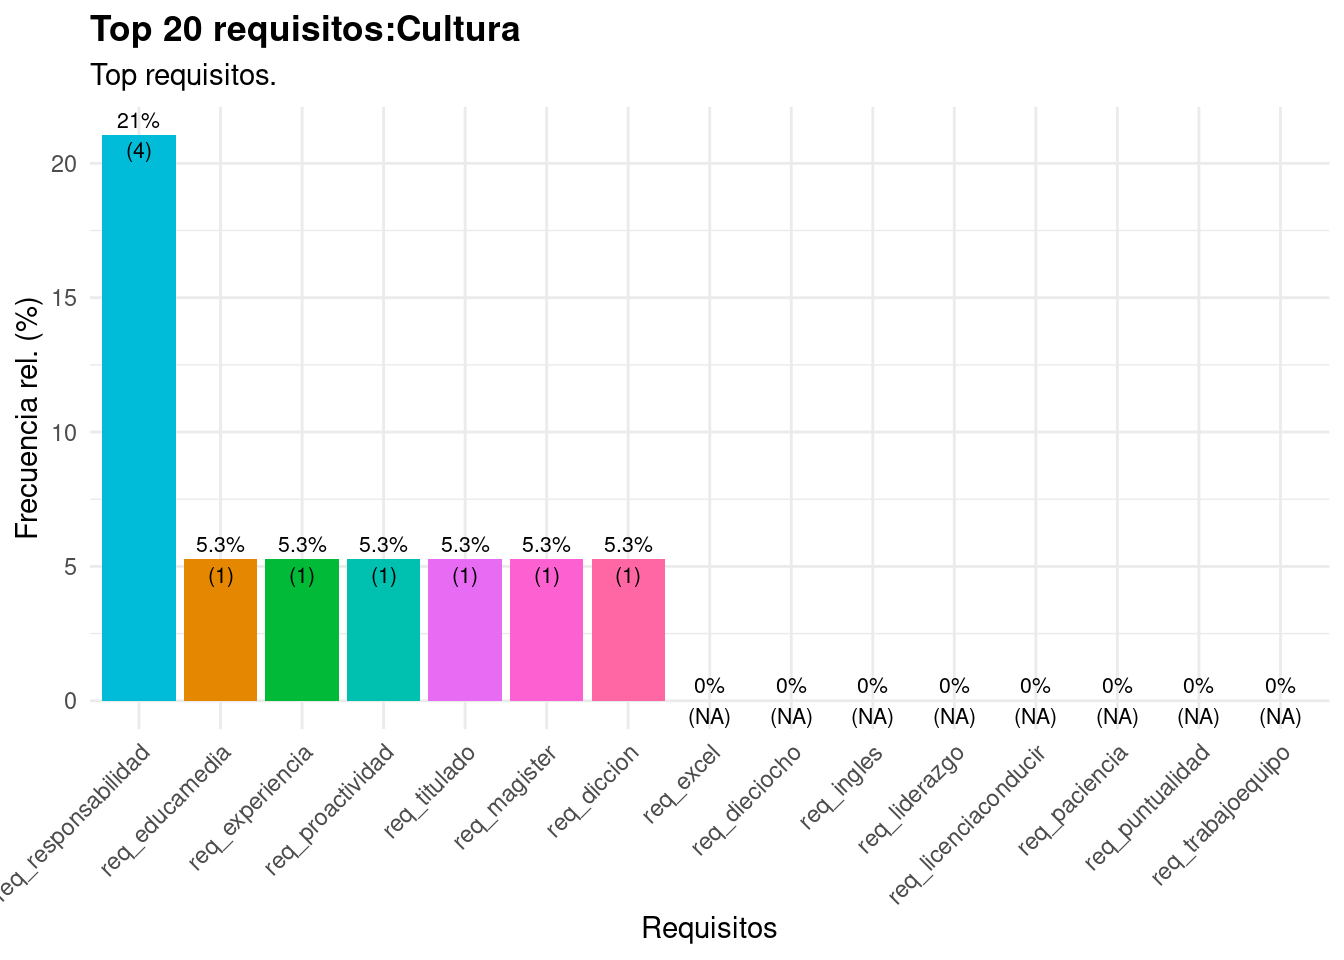 Top 20 requisitos:Cultura
Top requisitos.
Frecuencia rel. (%)
20
15
10
5
0
21%
(4)
5.3%
(1)
5.3%
(1)
5.3%
(1)
5.3%
(1)
5.3%
(1)
5.3%
(1)
0%
(NA)
0%
(NA)
0%
(NA)
0%
(NA)
0%
(NA)
0%
(NA)
0%
(NA)
0%
(NA)
req_responsabilidad
req_educamedia
req_experiencia
req_proactividad
req_titulado
req_magister
req_diccion
req_excel
req_dieciocho
req_ingles
req_liderazgo
req_licenciaconducir
req_paciencia
req_puntualidad
req_trabajoequipo
Requisitos